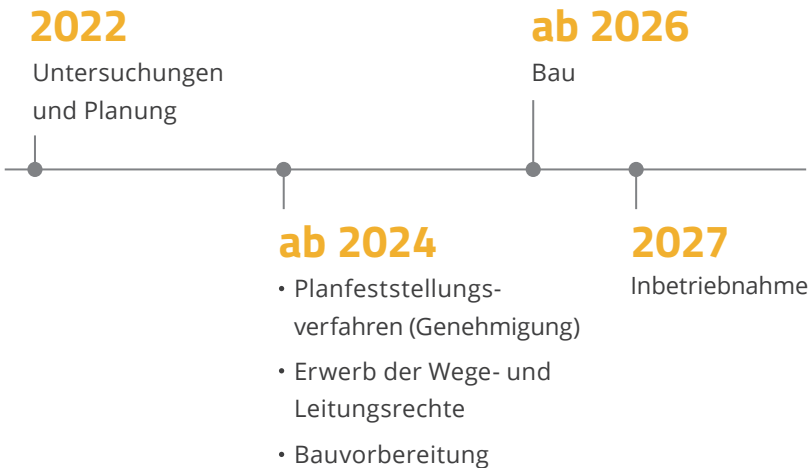 2022
Untersuchungen
und Planung
ab 2026
Bau
ab 2024
• Planfeststellungs-
verfahren (Genehmigung)
• Erwerb der Wege- und
Leitungsrechte
• Bauvorbereitung
2027
Inbetriebnahme